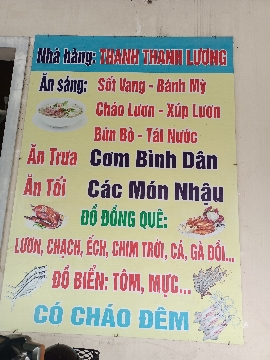 Nhà Hàng: THANH THANH LƯƠNG
Ăn sáng: Sốt Vang - Bánh Mỳ
Cháo Lươn - Xúp Lươn
Bún Bò - Tái Nước
Ăn Trưa Cơm Bình Dân
Ăn Tối Các Món Nhậu
ĐỒ ĐỒNG QUÊ:
LƯƠN, CHẠCH, ẾCH, CHIM TRỜI, CÁ, GÀ ĐỒI...
ĐỒ BIỂN: TÔM, MỰC...
CÓ CHÁO ĐÊM